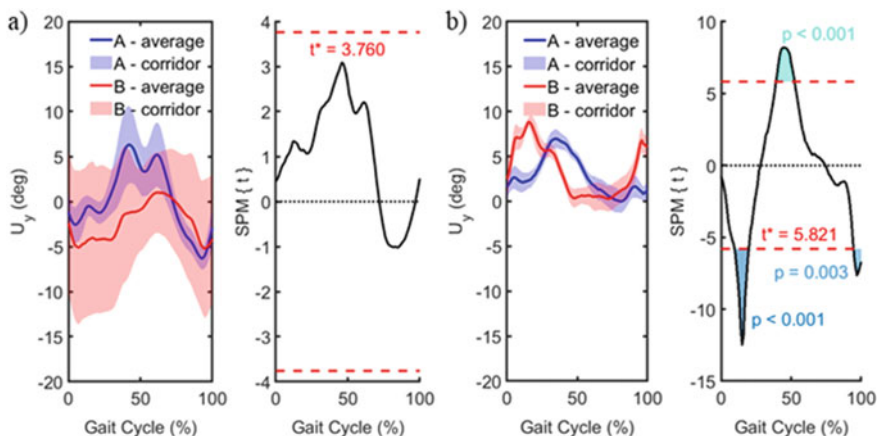 a)
20
15
10
5
0
-5
-10
-15
-20
U_y (deg)
A - average
A - corridor
B - average
B - corridor
0 50 100
Gait Cycle (%)
4
3
2
1
0
-1
-2
-3
-4
SPM { t }
t* = 3.760
0 50 100
Gait Cycle (%)
b)
20
15
10
5
0
-5
-10
-15
-20
U_y (deg)
A - average
A - corridor
B - average
B - corridor
0 50 100
Gait Cycle (%)
10
5
0
-5
-10
-15
SPM { t }
p < 0.001
t* = 5.821
p = 0.003
p < 0.001
0 50 100
Gait Cycle (%)